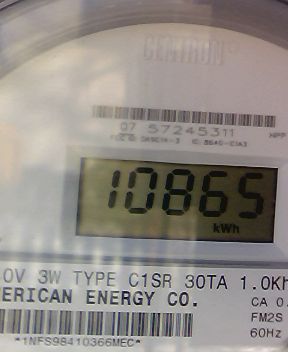 CENTRON®
07 57245311
10865
kWh
0V 3W TYPE C1SR 30TA 1.0Kh
ERICAN ENERGY CO.
CA 0.
FM2S
60Hz
*1NFS98410366MEC*